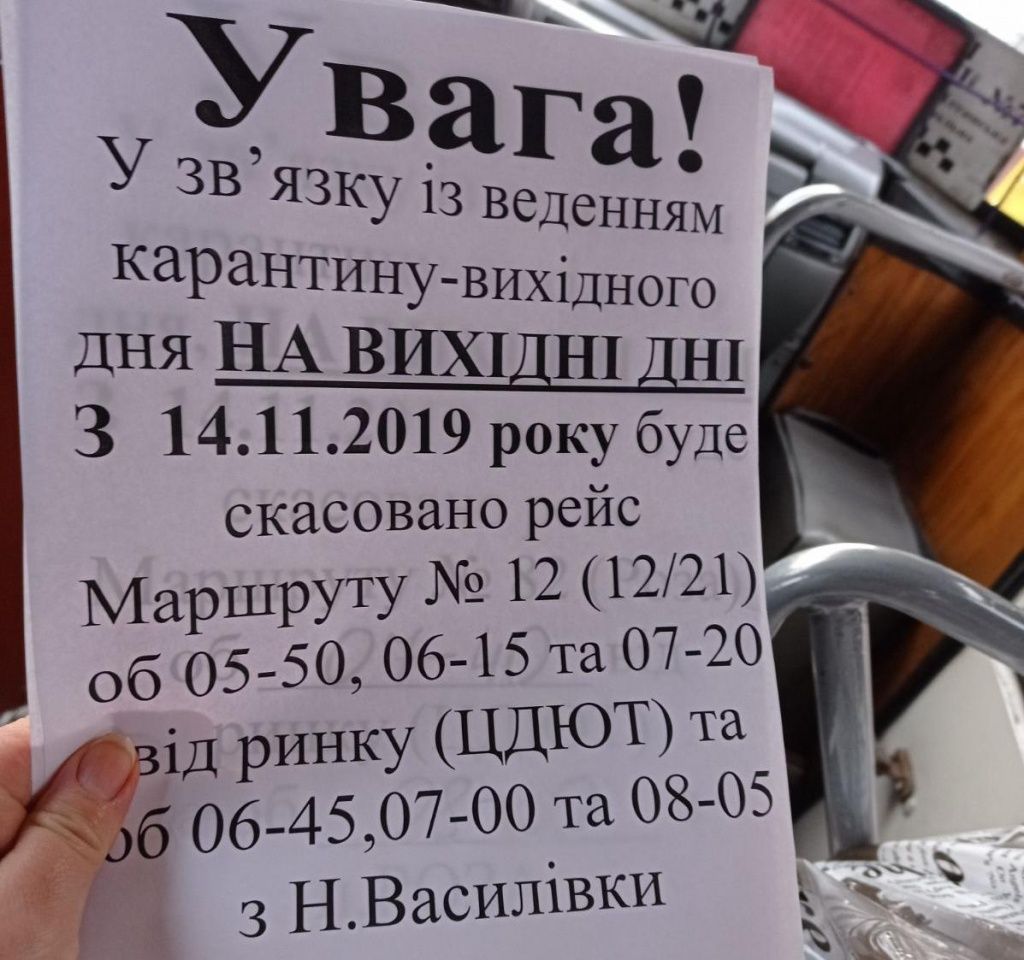 Увага!
У зв’язку із веденням
карантину-вихідного
дня НА ВИХІДНІ ДНІ
З 14.11.2019 року буде
скасовано рейс
Маршруту № 12 (12/21)
об 05-50, 06-15 та 07-20
від ринку (ЦДЮТ) та
об 06-45,07-00 та 08-05
з Н.Василівки